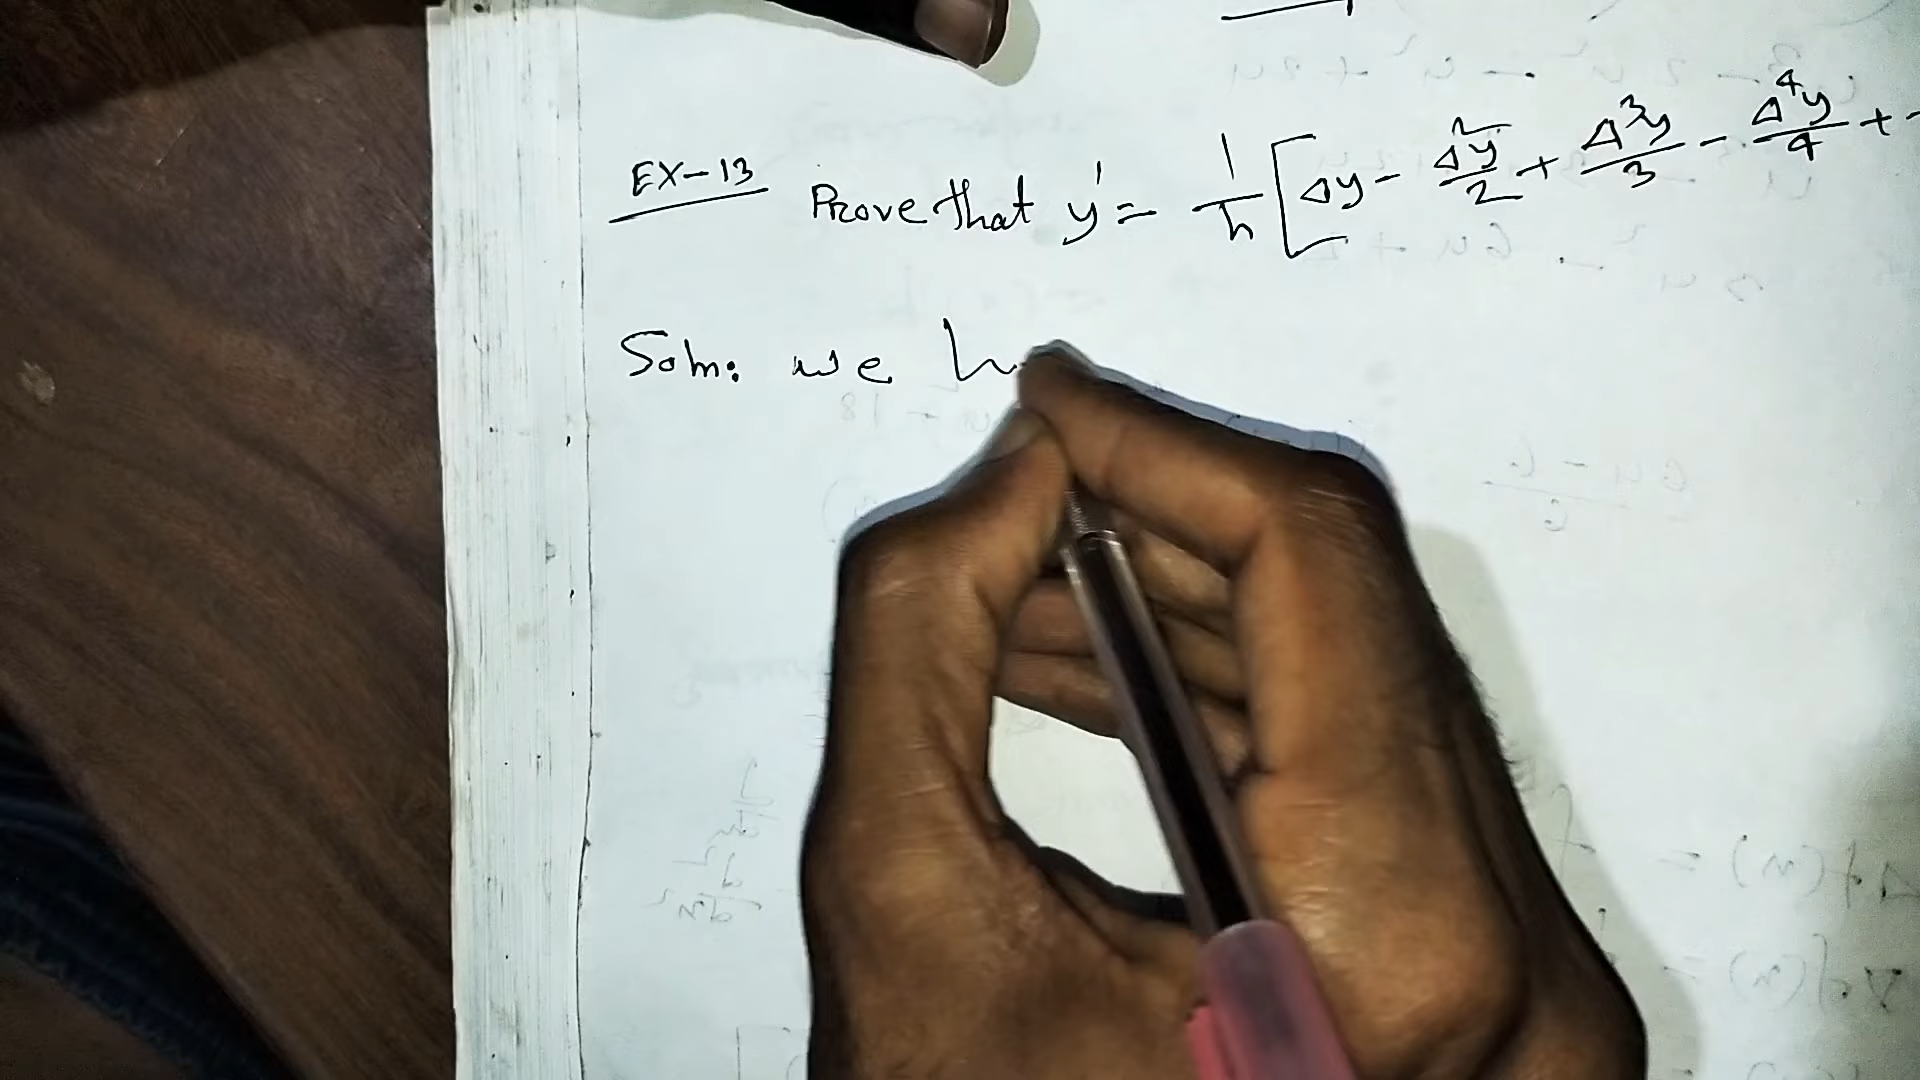 EX-13 Prove that y' = 1/h [Δy - Δ²y/2 + Δ³y/3 - Δ⁴y/4 + -
Soln: we h